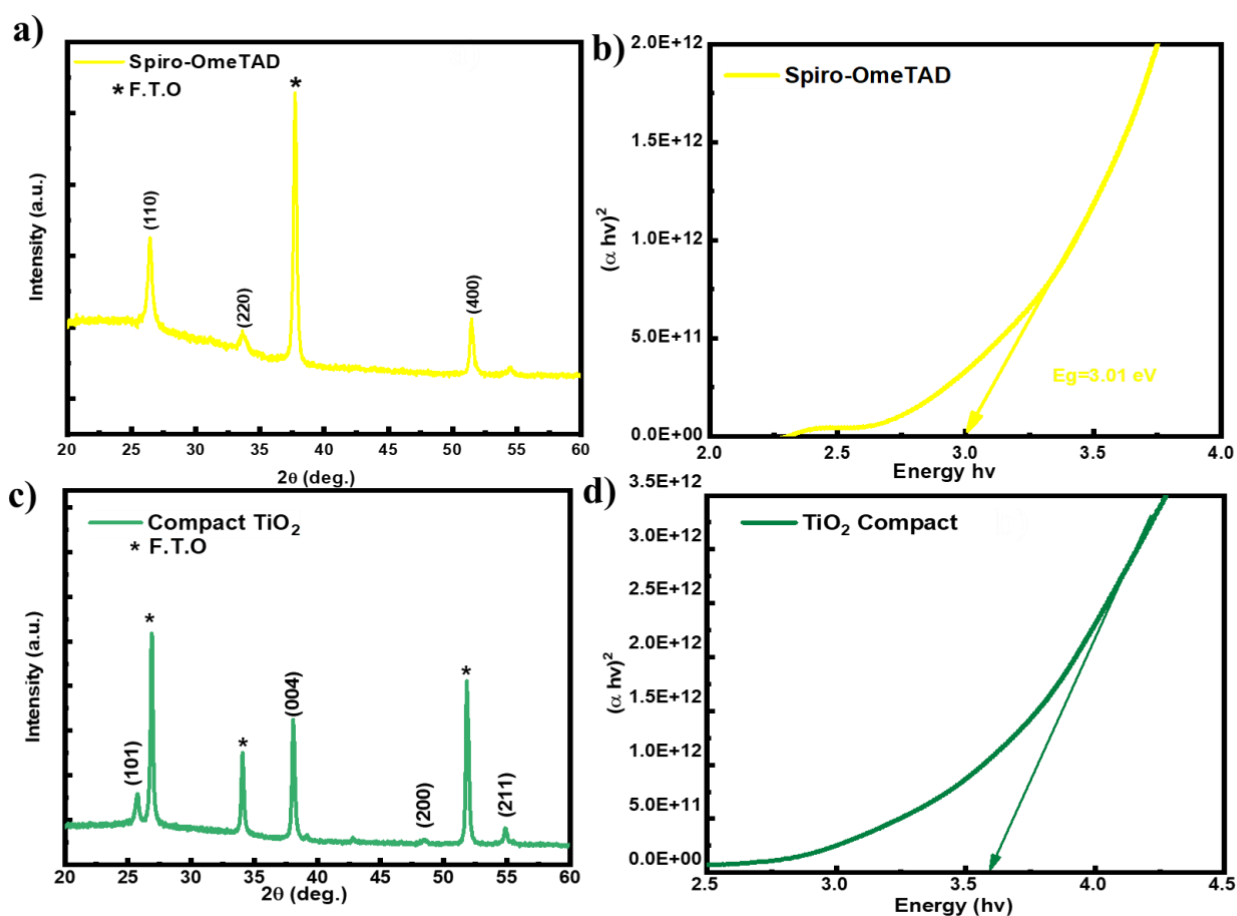 a)
Spiro-OmeTAD
* F.T.O
*
(110)
(220)
(400)
Intensity (a.u.)
20 25 30 35 40 45 50 55 60
2θ (deg.)
b)
2.0E+12
1.5E+12
1.0E+12
5.0E+11
0.0E+00
(α hv)²
Spiro-OmeTAD
Eg=3.01 eV
2.0 2.5 3.0 3.5 4.0
Energy hv
c)
Compact TiO₂
* F.T.O
(101)
*
*
(004)
(200)
*
(211)
Intensity (a.u.)
20 25 30 35 40 45 50 55 60
2θ (deg.)
d)
3.5E+12
3.0E+12
2.5E+12
2.0E+12
1.5E+12
1.0E+12
5.0E+11
0.0E+00
(α hv)²
TiO₂ Compact
2.5 3.0 3.5 4.0 4.5
Energy (hv)